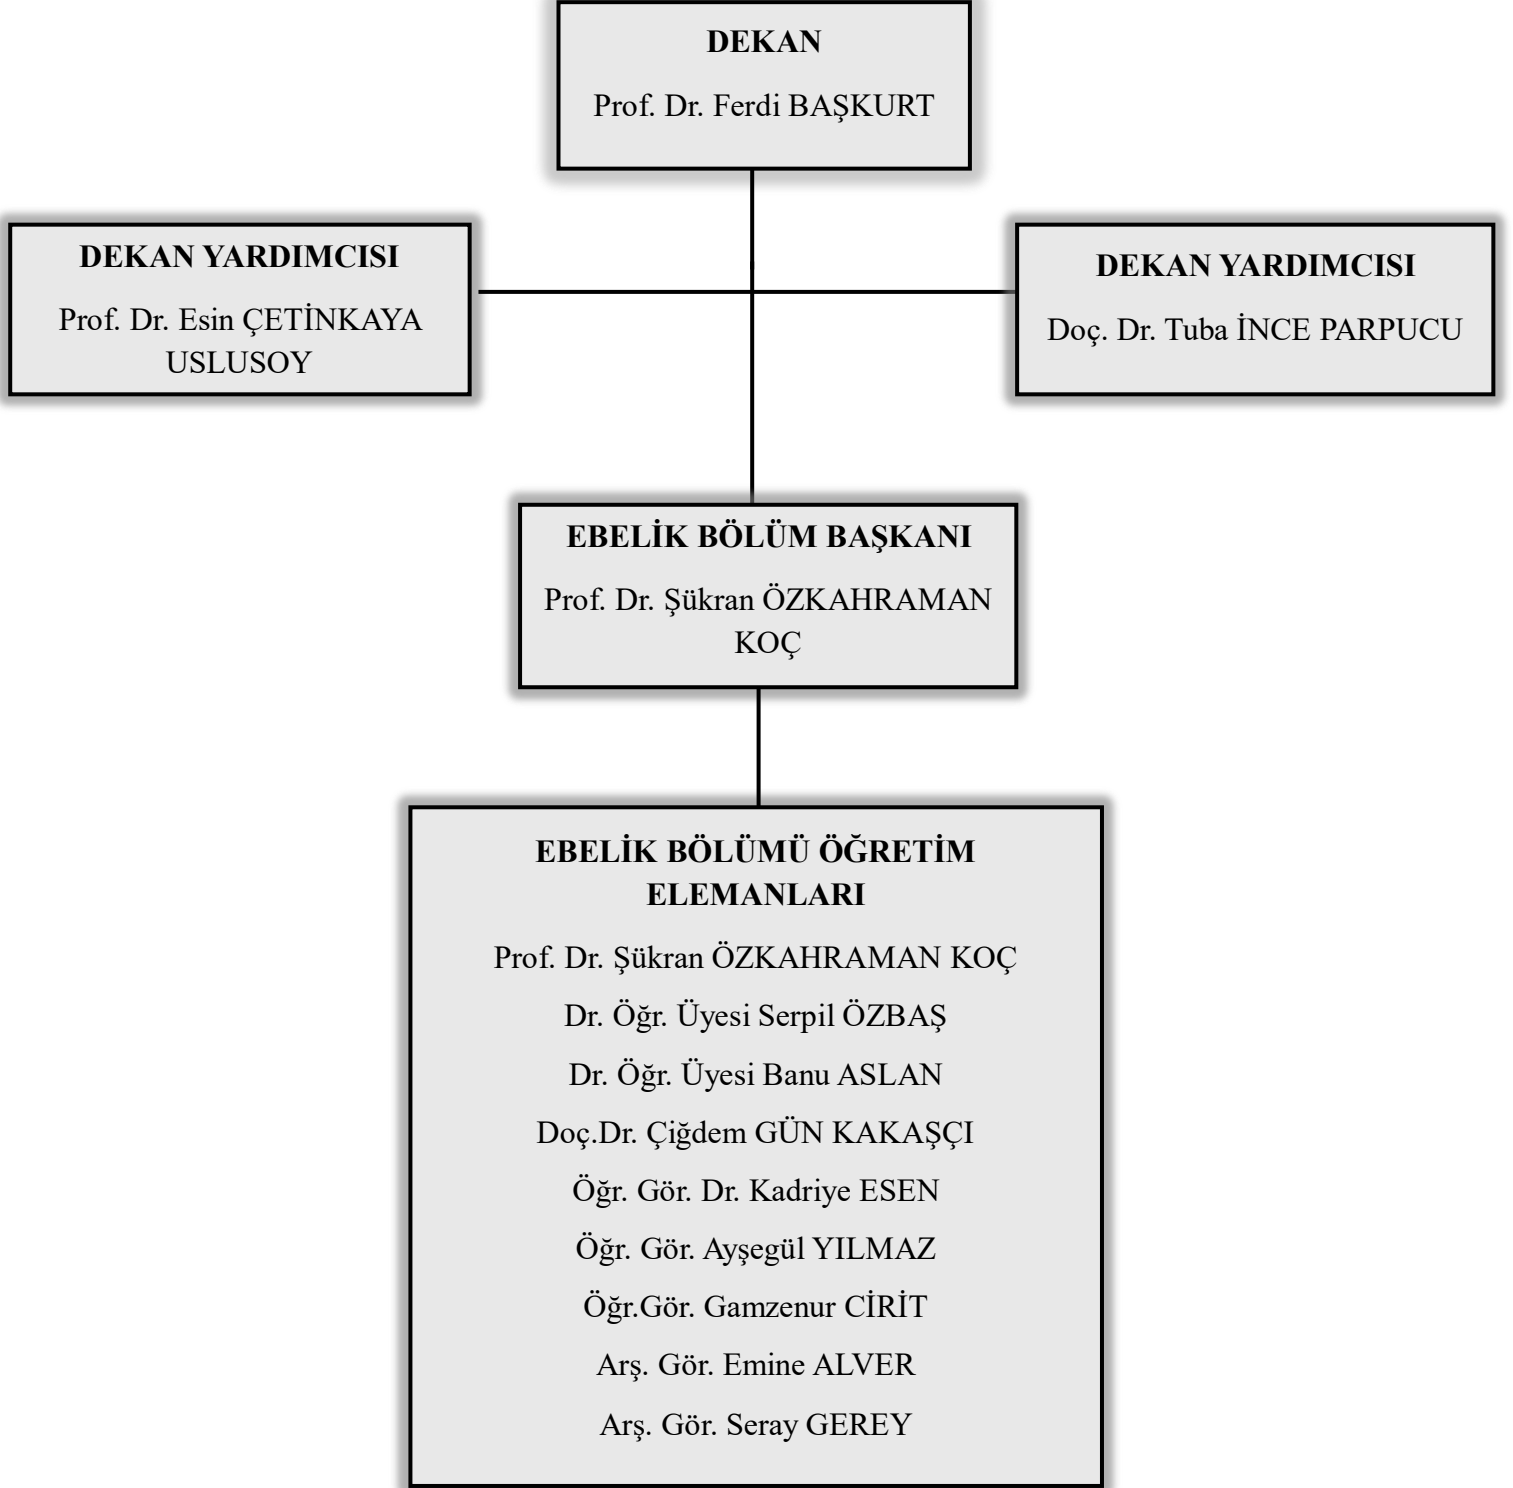 DEKAN
Prof. Dr. Ferdi BAŞKURT
DEKAN YARDIMCISI
Prof. Dr. Esin ÇETİNKAYA
USLUSOY
DEKAN YARDIMCISI
Doç. Dr. Tuba İNCE PARPUCU
EBELİK BÖLÜM BAŞKANI
Prof. Dr. Şükran ÖZKAHRAMAN
KOÇ
EBELİK BÖLÜMÜ ÖĞRETİM
ELEMANLARI
Prof. Dr. Şükran ÖZKAHRAMAN KOÇ
Dr. Öğr. Üyesi Serpil ÖZBAŞ
Dr. Öğr. Üyesi Banu ASLAN
Doç.Dr. Çiğdem GÜN KAKAŞÇI
Öğr. Gör. Dr. Kadriye ESEN
Öğr. Gör. Ayşegül YILMAZ
Öğr.Gör. Gamzenur CİRİT
Arş. Gör. Emine ALVER
Arş. Gör. Seray GEREY